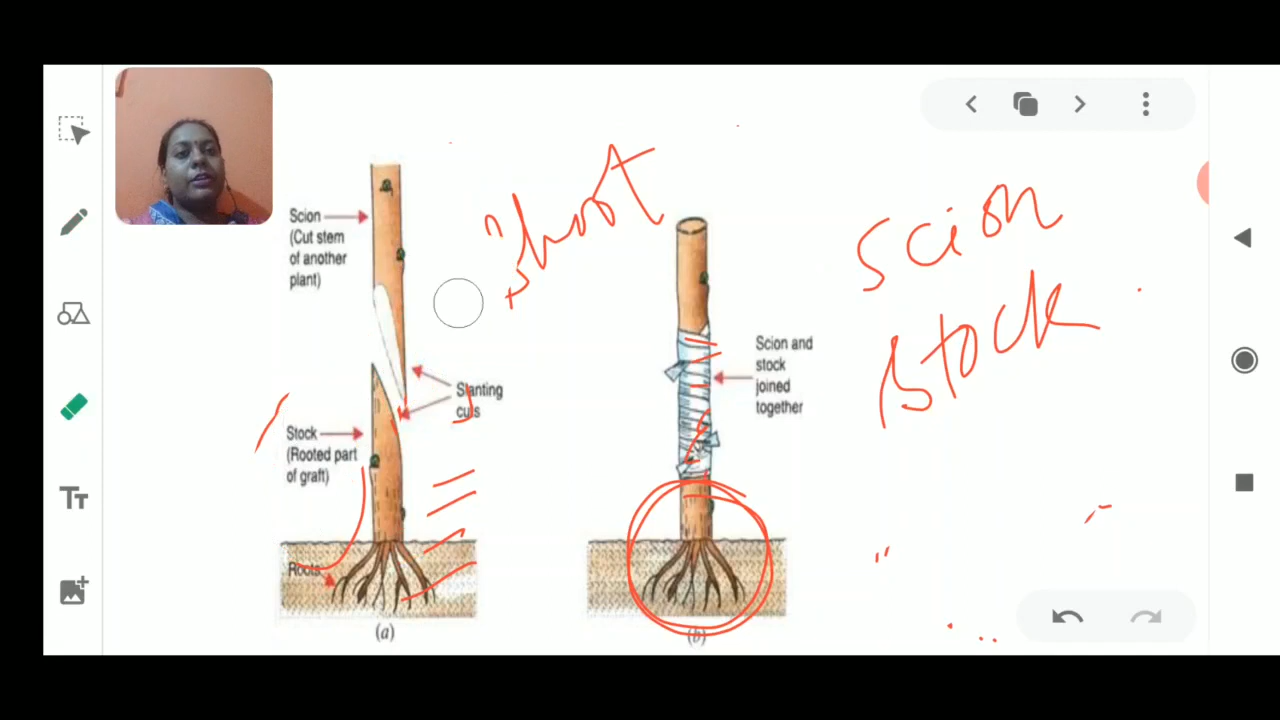 Scion
(Cut stem
of another
plant)
Slanting
cuts
Stock
(Rooted part
of graft)
Roots
(a)
Shoot
Scion and
stock
joined
together
(b)
Scion
Stock
Tт